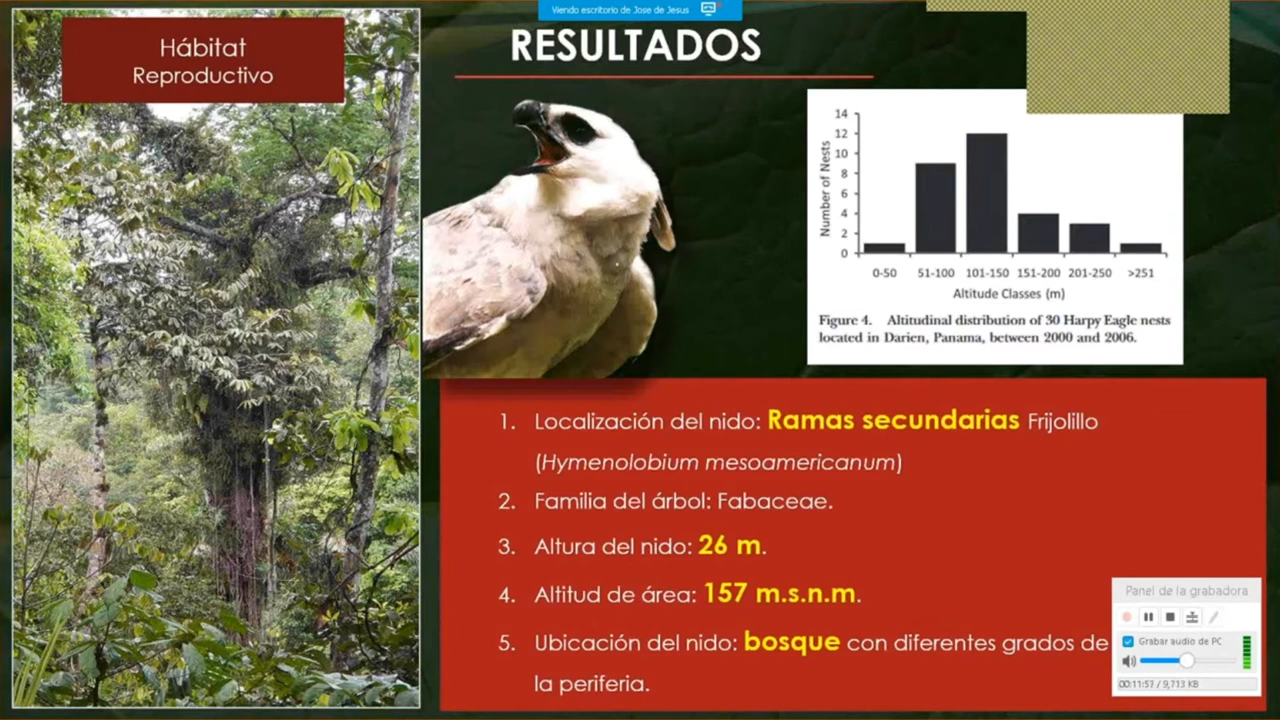 Viendo escritorio de Jose de Jesus
Hábitat
Reproductivo
RESULTADOS
14
12
10
8
6
4
2
0
Number of Nests
0-50 51-100 101-150 151-200 201-250 >251
Altitude Classes (m)
Figure 4. Altitudinal distribution of 30 Harpy Eagle nests
located in Darien, Panama, between 2000 and 2006.
1. Localización del nido: Ramas secundarias Frijolillo
(Hymenolobium mesoamericanum)
2. Familia del árbol: Fabaceae.
3. Altura del nido: 26 m.
4. Altitud de área: 157 m.s.n.m.
5. Ubicación del nido: bosque con diferentes grados de
la periferia.
Panel de la grabadora
Grabar audio de PC
00:11:57 / 9,713 KB